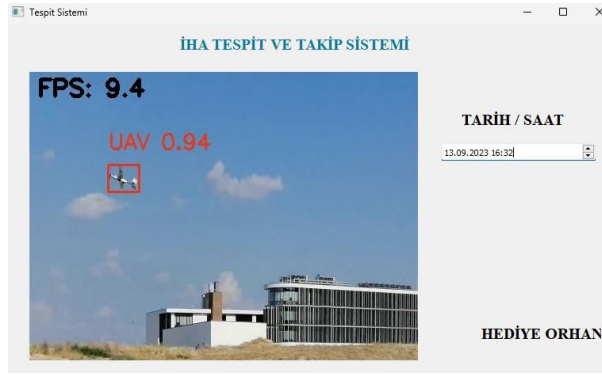 Tespit Sistemi
İHA TESPİT VE TAKİP SİSTEMİ
FPS: 9.4
UAV 0.94
TARİH / SAAT
13.09.2023 16:32
HEDİYE ORHAN